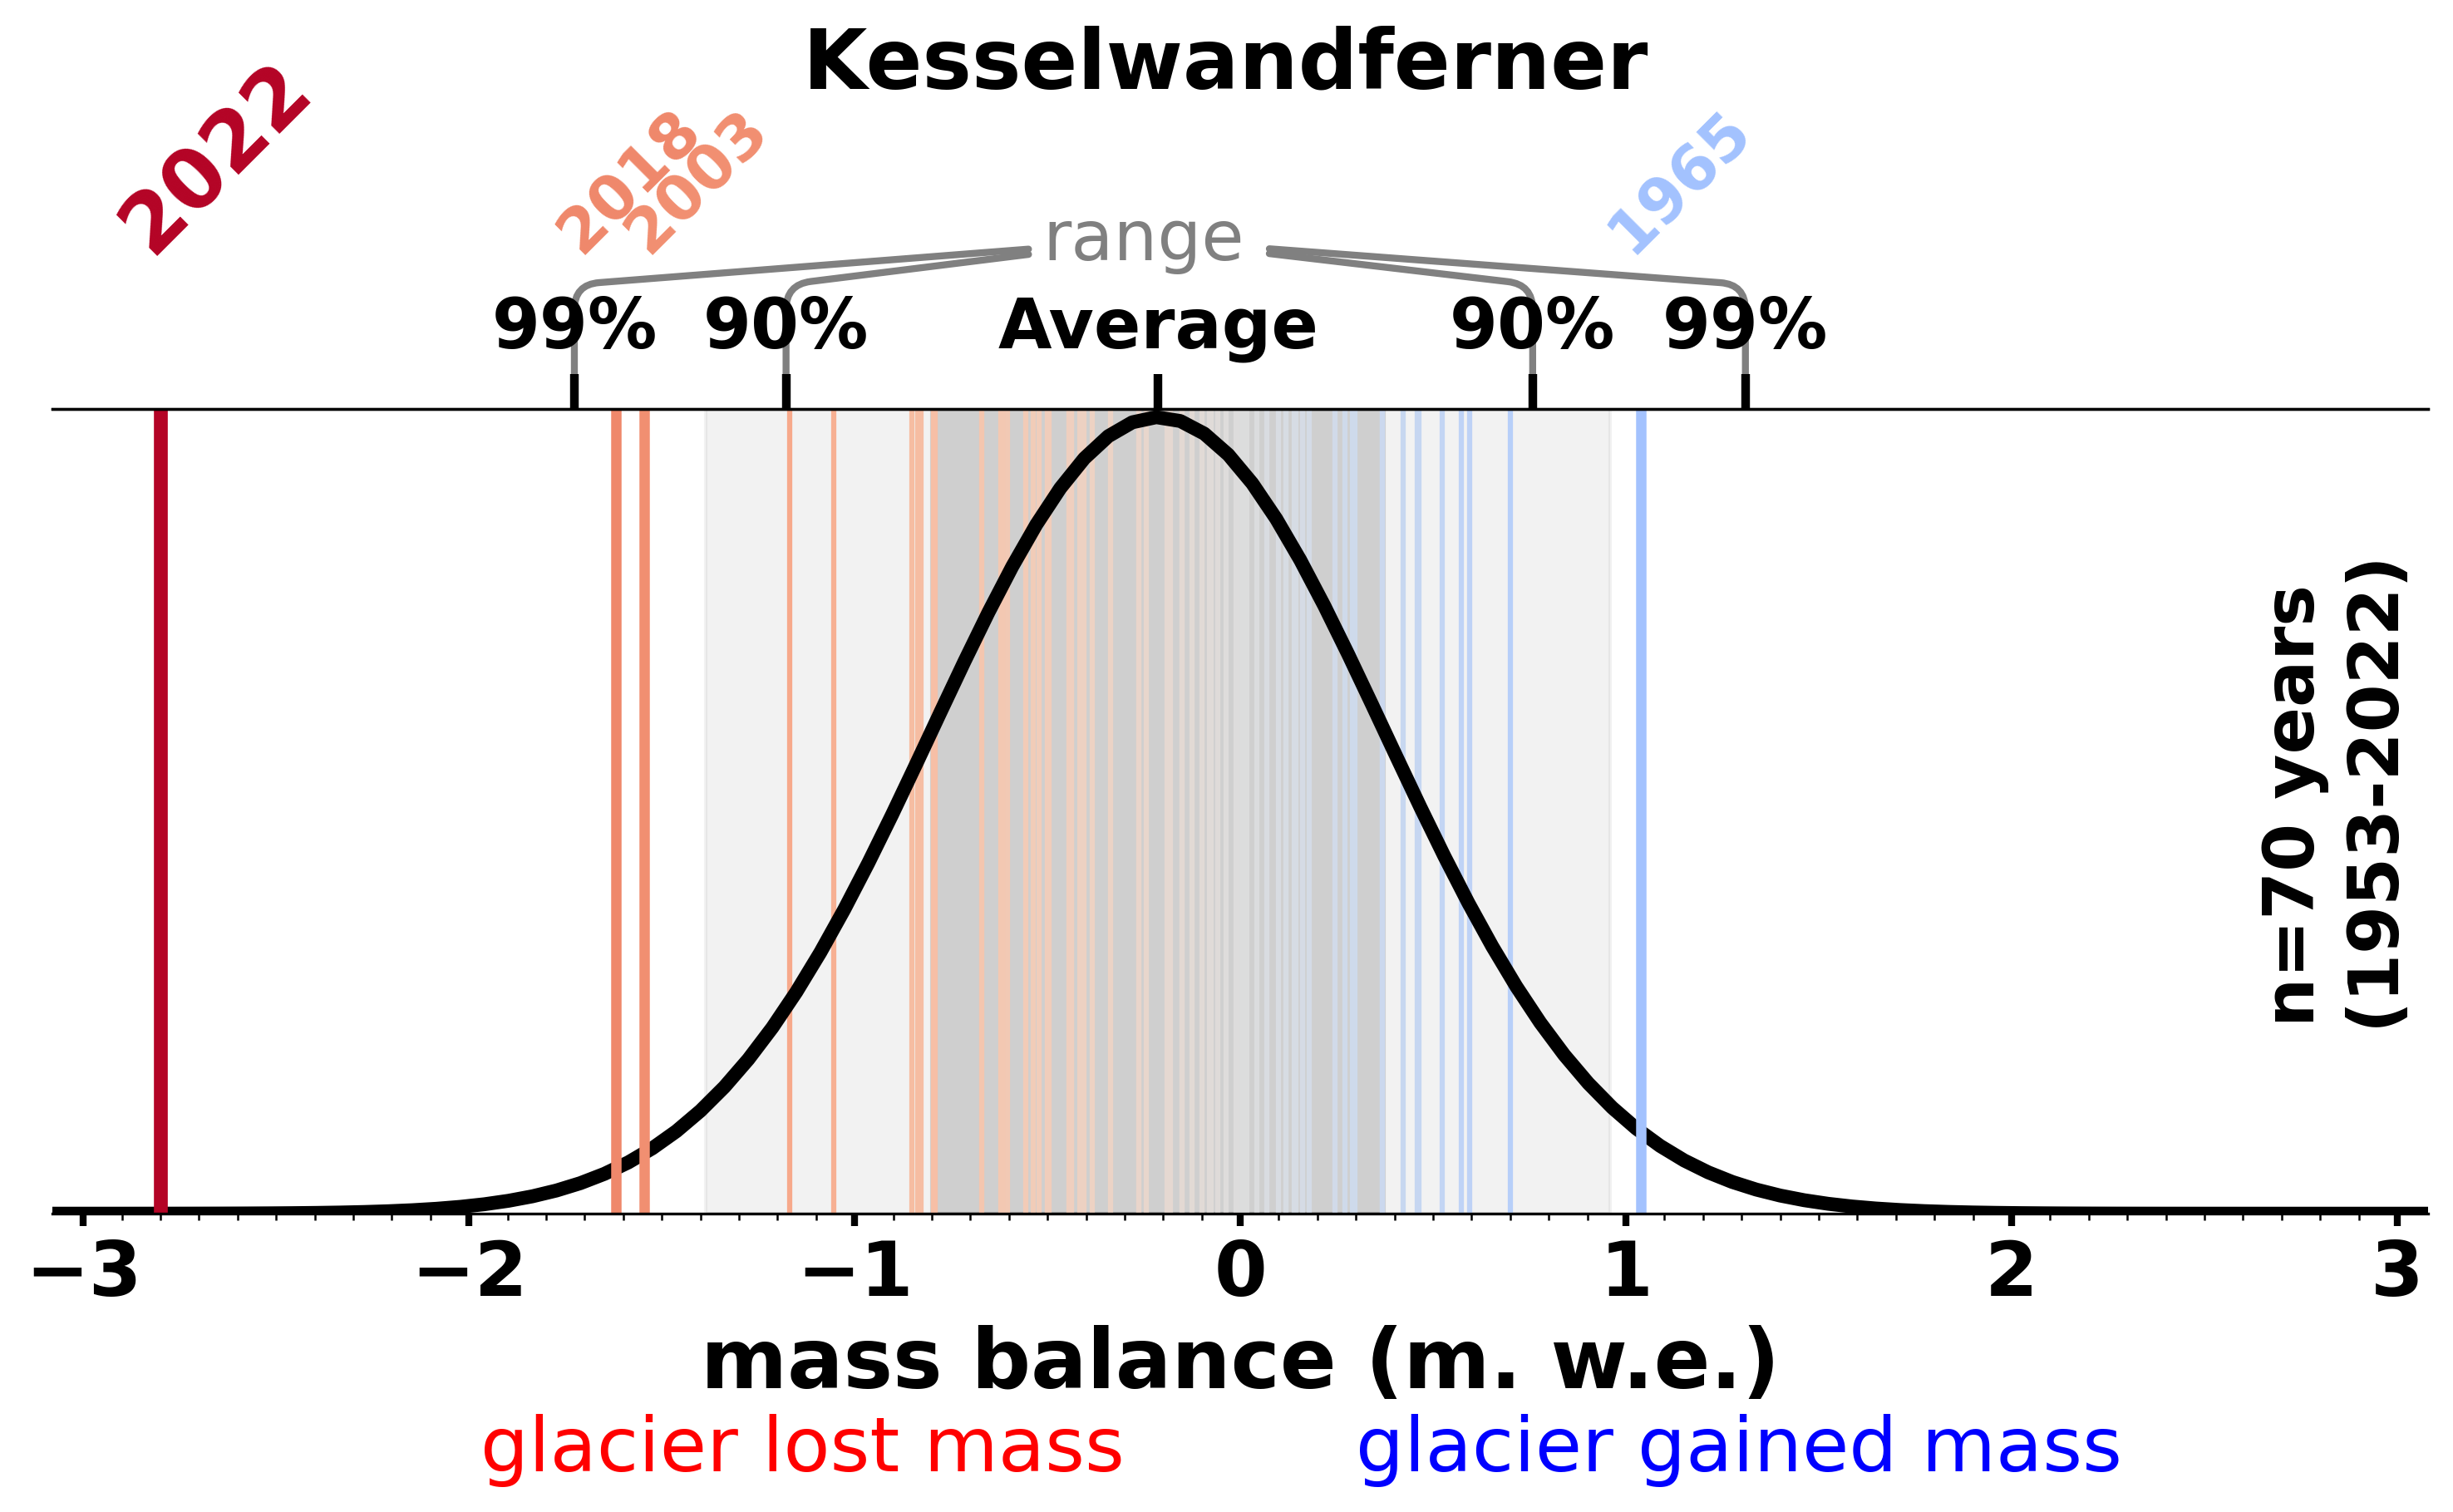 Kesselwandferner
2022
2018
2003
1965
range
99% 90% Average 90% 99%
n=70 years
(1953-2022)
−3 −2 −1 0 1 2 3
mass balance (m. w.e.)
glacier lost mass glacier gained mass